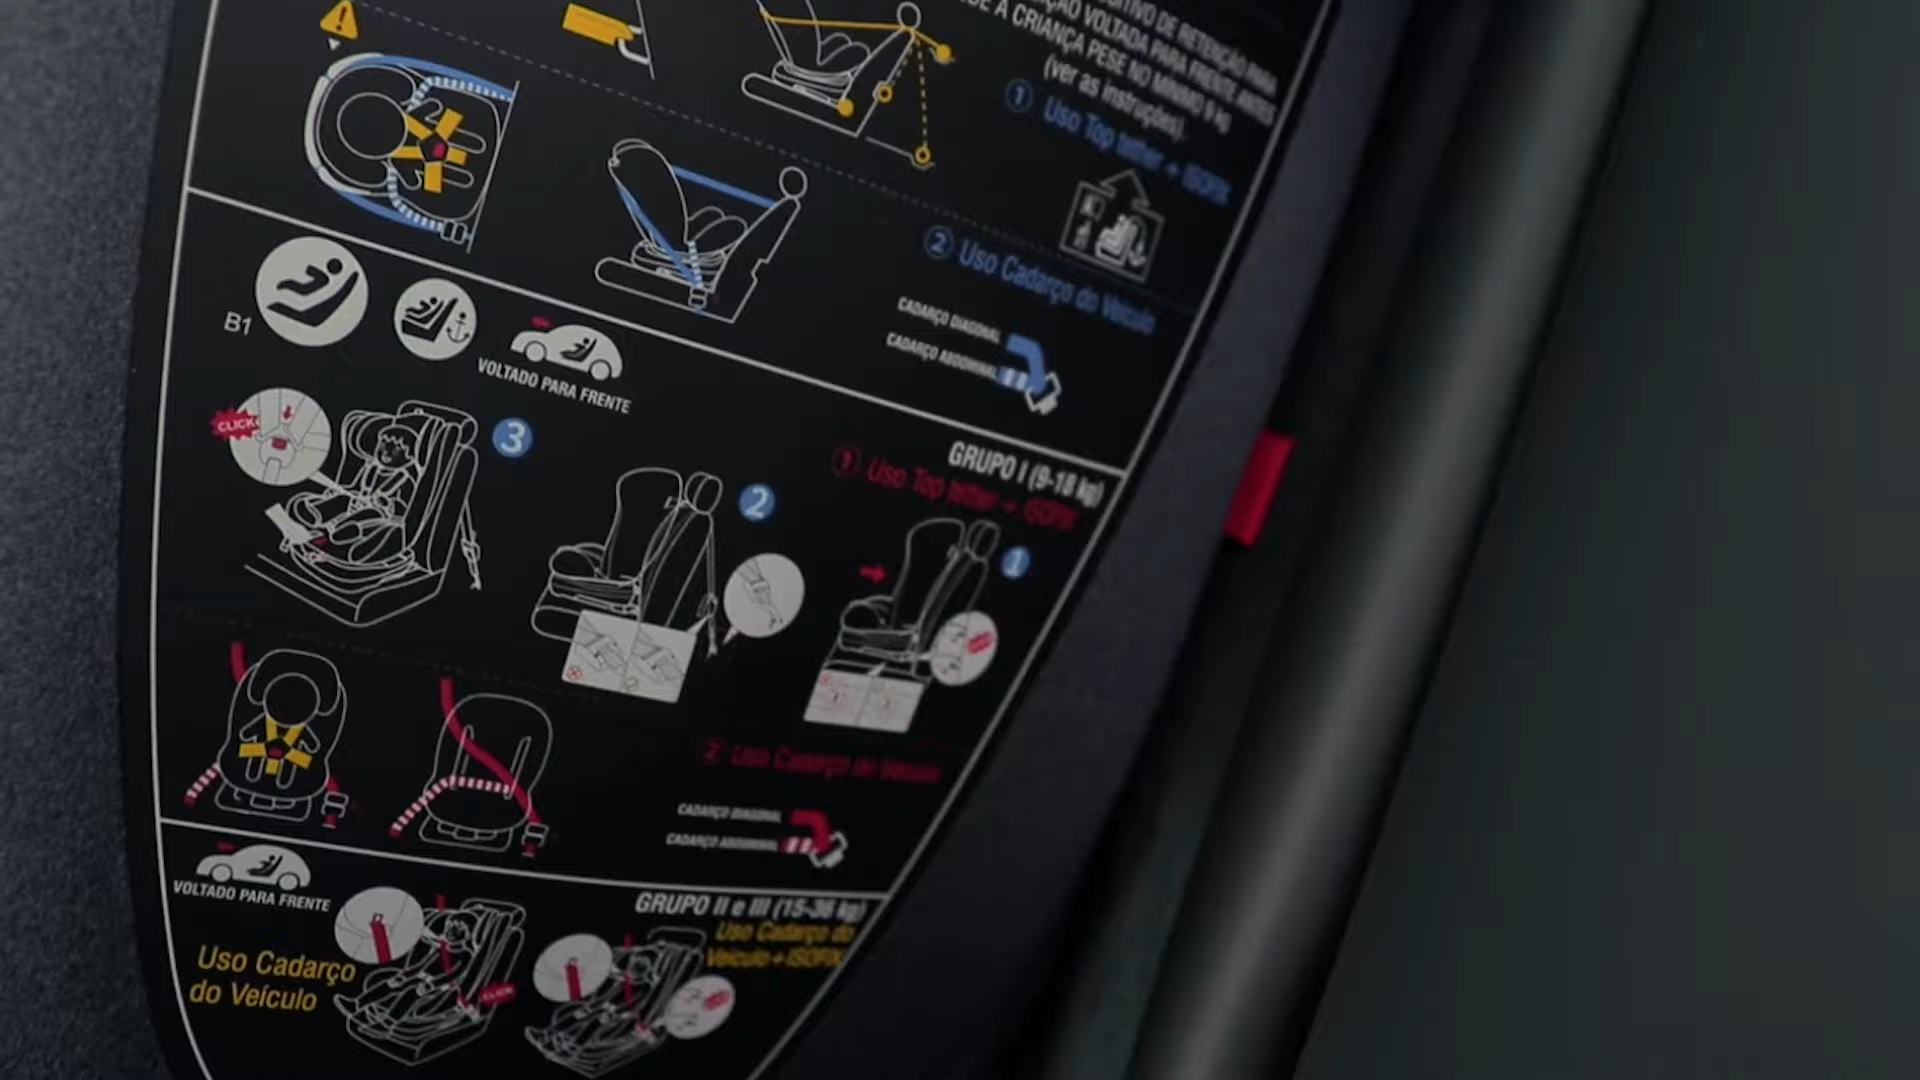 DE A CRIANÇA PESE NO MÍNIMO 9 kg
(ver as instruções).
1 Uso Top tether + ISOFIX
2 Uso Cadarço do Veículo
CADARÇO DIAGONAL
CADARÇO ABDOMINAL
B1
VOLTADO PARA FRENTE
GRUPO I (9-18 kg)
1 Uso Top tether + ISOFIX
CLICK
3
2
1
2 Uso Cadarço do Veículo
CADARÇO DIAGONAL
CADARÇO ABDOMINAL
VOLTADO PARA FRENTE
GRUPO II e III (15-36 kg)
Uso Cadarço do
Veículo + ISOFIX
Uso Cadarço
do Veículo
CLICK